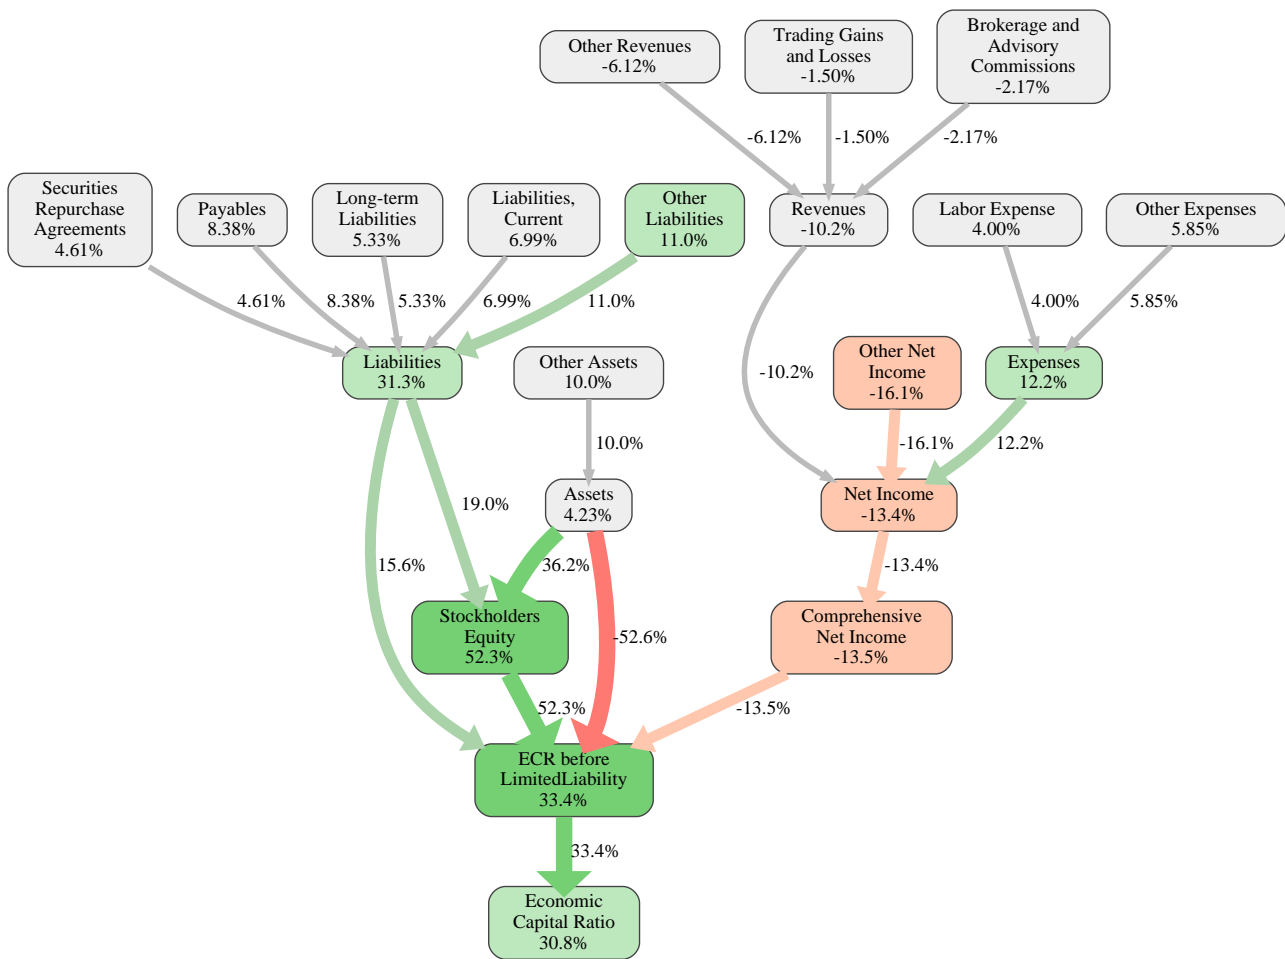 Other Revenues
-6.12%
Trading Gains
and Losses
-1.50%
Brokerage and
Advisory
Commissions
-2.17%
-6.12%
-1.50%
-2.17%
Securities
Repurchase
Agreements
4.61%
Payables
8.38%
Long-term
Liabilities
5.33%
Liabilities,
Current
6.99%
Other
Liabilities
11.0%
Revenues
-10.2%
Labor Expense
4.00%
Other Expenses
5.85%
4.61%
8.38%
5.33%
6.99%
11.0%
4.00%
5.85%
Liabilities
31.3%
Other Assets
10.0%
-10.2%
Other Net
Income
-16.1%
Expenses
12.2%
10.0%
-16.1%
12.2%
19.0%
Assets
4.23%
Net Income
-13.4%
15.6%
36.2%
-13.4%
Stockholders
Equity
52.3%
-52.6%
Comprehensive
Net Income
-13.5%
52.3%
-13.5%
ECR before
LimitedLiability
33.4%
33.4%
Economic
Capital Ratio
30.8%